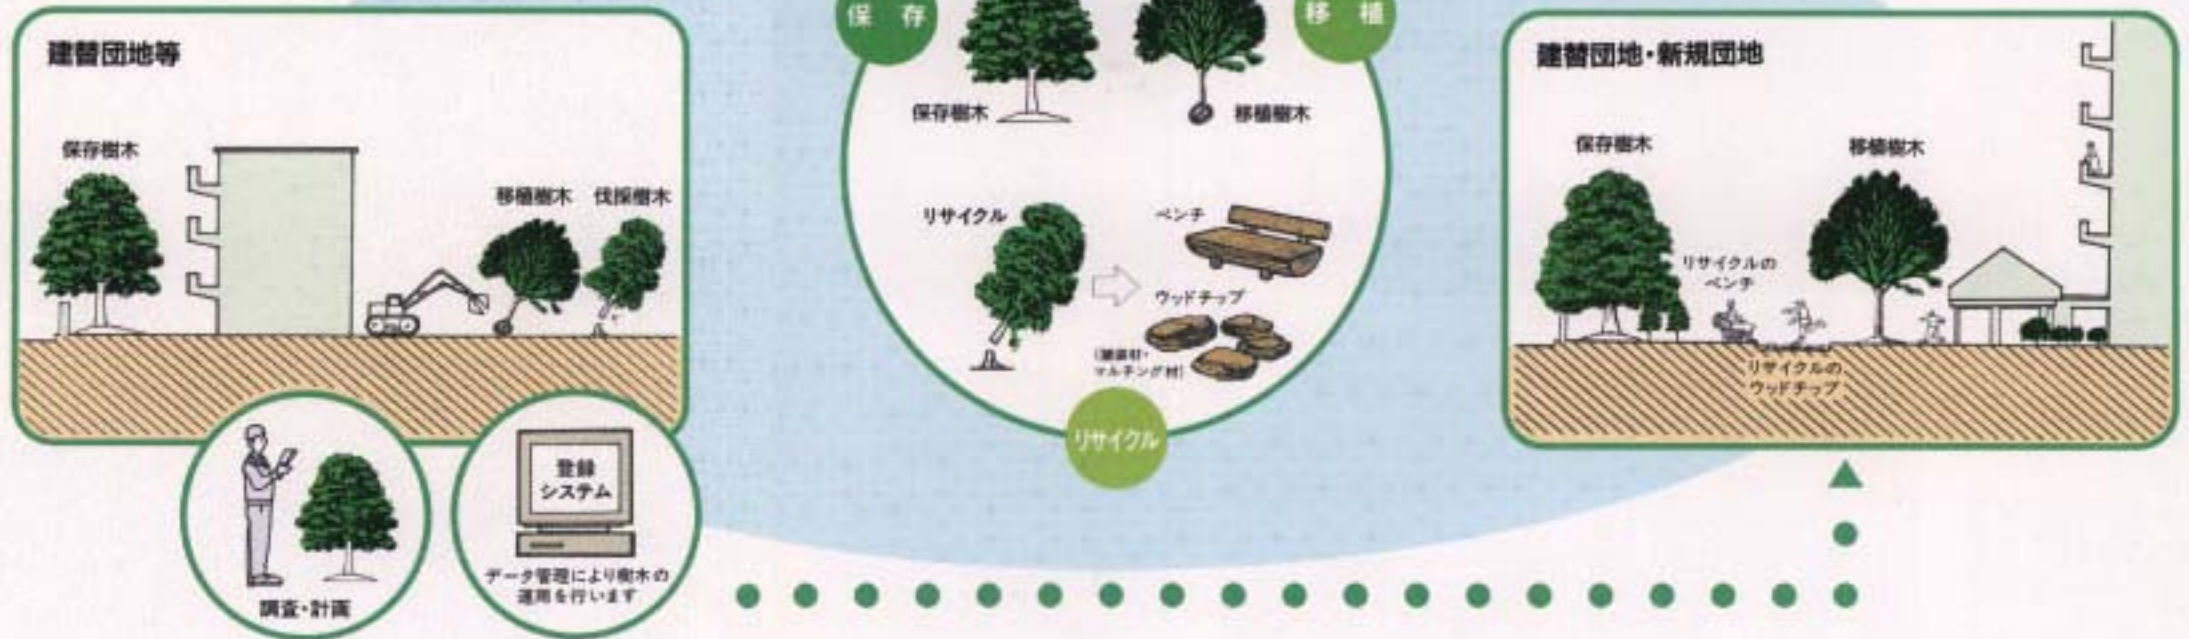 建替団地等
保存樹木
移植樹木
伐採樹木
調査・計画
登録
システム
データ管理により樹木の
運用を行います
保 存
移 植
保存樹木
移植樹木
リサイクル
ベンチ
ウッドチップ
(舗装材・
マルチング材)
リサイクル
建替団地・新規団地
保存樹木
移植樹木
リサイクルの
ベンチ
リサイクルの
ウッドチップ